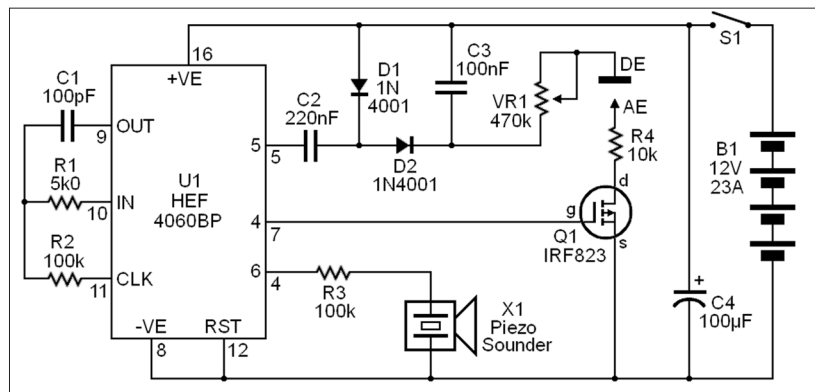 S1
16
+VE
C1
100pF
9
OUT
R1
5k0
10
IN
R2
100k
11
CLK
U1
HEF
4060BP
-VE
RST
8
12
5
5
4
7
6
4
C2
220nF
D1
1N
4001
D2
1N4001
C3
100nF
VR1
470k
DE
AE
R4
10k
d
g
s
Q1
IRF823
R3
100k
X1
Piezo
Sounder
+
C4
100µF
B1
12V
23A